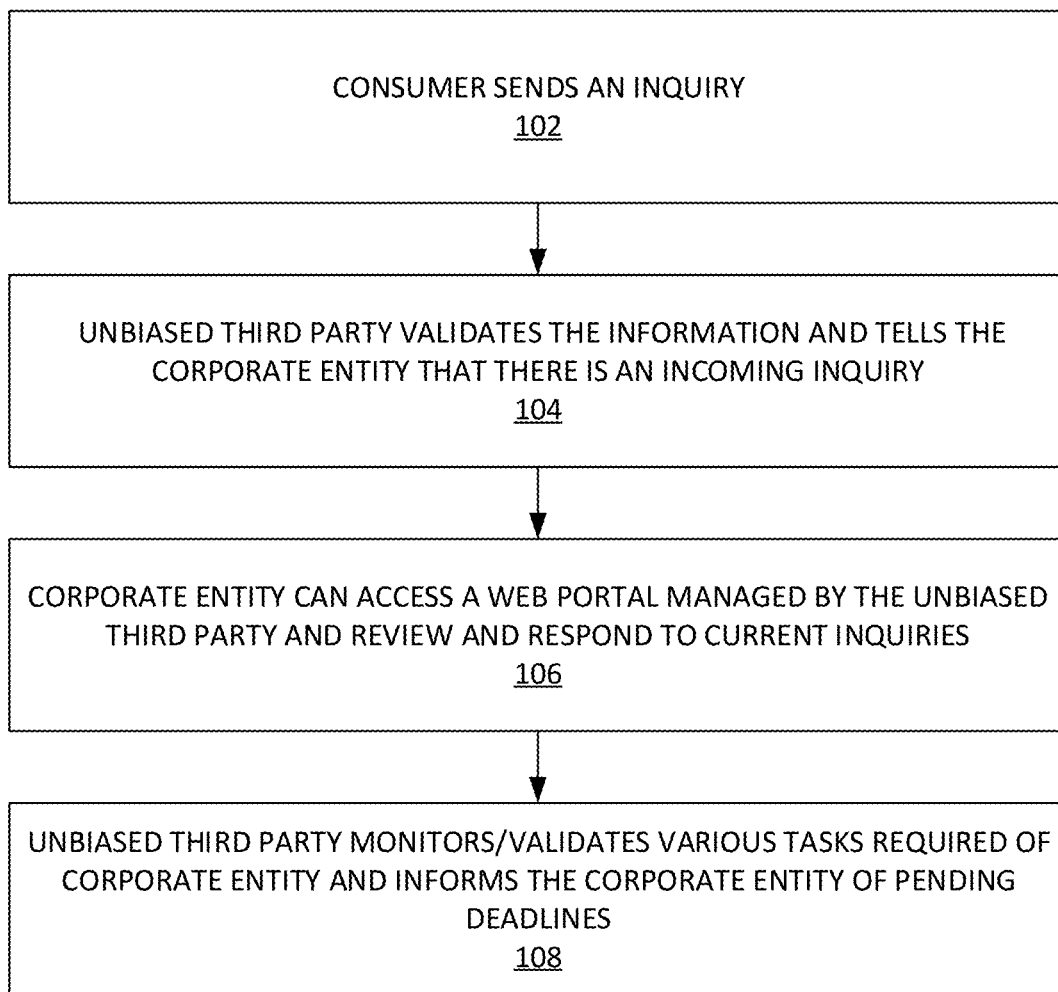 CONSUMER SENDS AN INQUIRY
102
UNBIASED THIRD PARTY VALIDATES THE INFORMATION AND TELLS THE
CORPORATE ENTITY THAT THERE IS AN INCOMING INQUIRY
104
CORPORATE ENTITY CAN ACCESS A WEB PORTAL MANAGED BY THE UNBIASED
THIRD PARTY AND REVIEW AND RESPOND TO CURRENT INQUIRIES
106
UNBIASED THIRD PARTY MONITORS/VALIDATES VARIOUS TASKS REQUIRED OF
CORPORATE ENTITY AND INFORMS THE CORPORATE ENTITY OF PENDING
DEADLINES
108